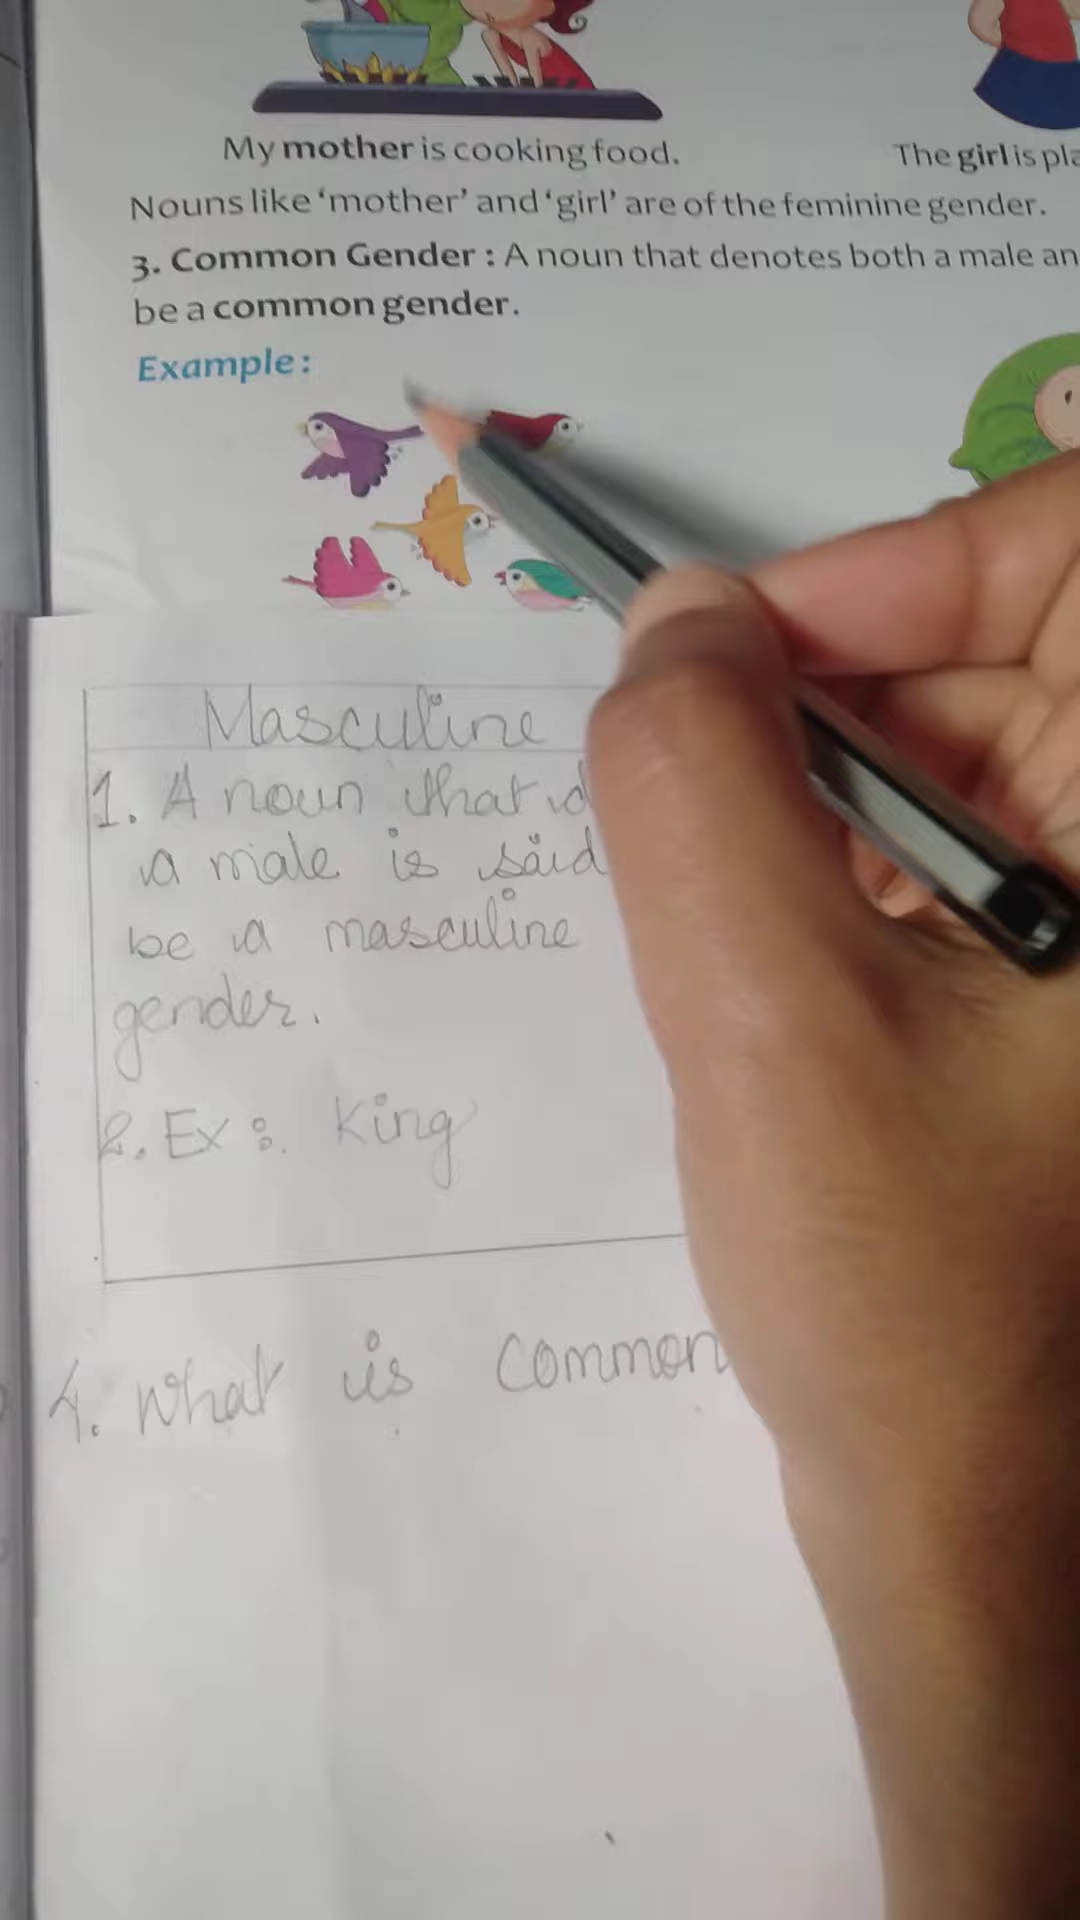 My mother is cooking food.
The girl is pla
Nouns like ‘mother’ and ‘girl’ are of the feminine gender.
3. Common Gender : A noun that denotes both a male an
be a common gender.
Example :
Masculine
1. A noun that d
a male is said
be a masculine
gender.
2. Ex : King
4. What is common